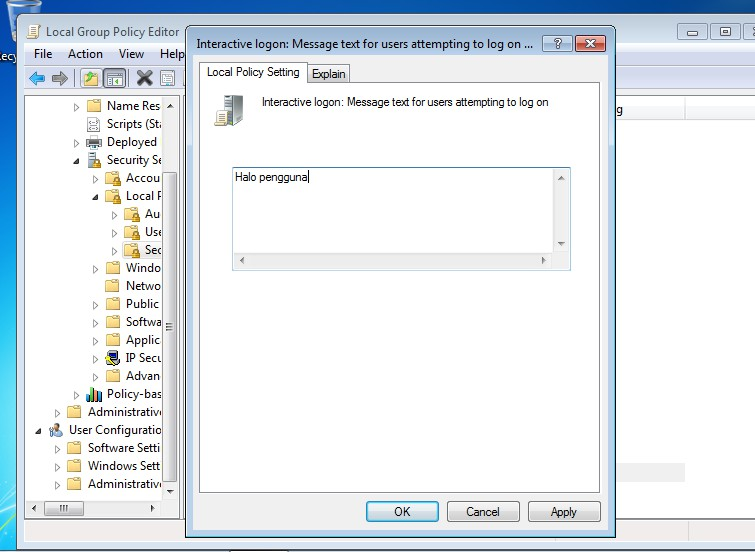 Local Group Policy Editor
File Action View Help
Name Res
Scripts (Sta
Deployed
Security Se
Accou
Local P
Au
Use
Sec
Windo
Netwo
Public
Softwa
Applic
IP Secu
Advan
Policy-bas
Administrative
User Configuratio
Software Setti
Windows Sett
Administrativ
Interactive logon: Message text for users attempting to log on ...
Local Policy Setting Explain
Interactive logon: Message text for users attempting to log on
Halo pengguna
OK Cancel Apply